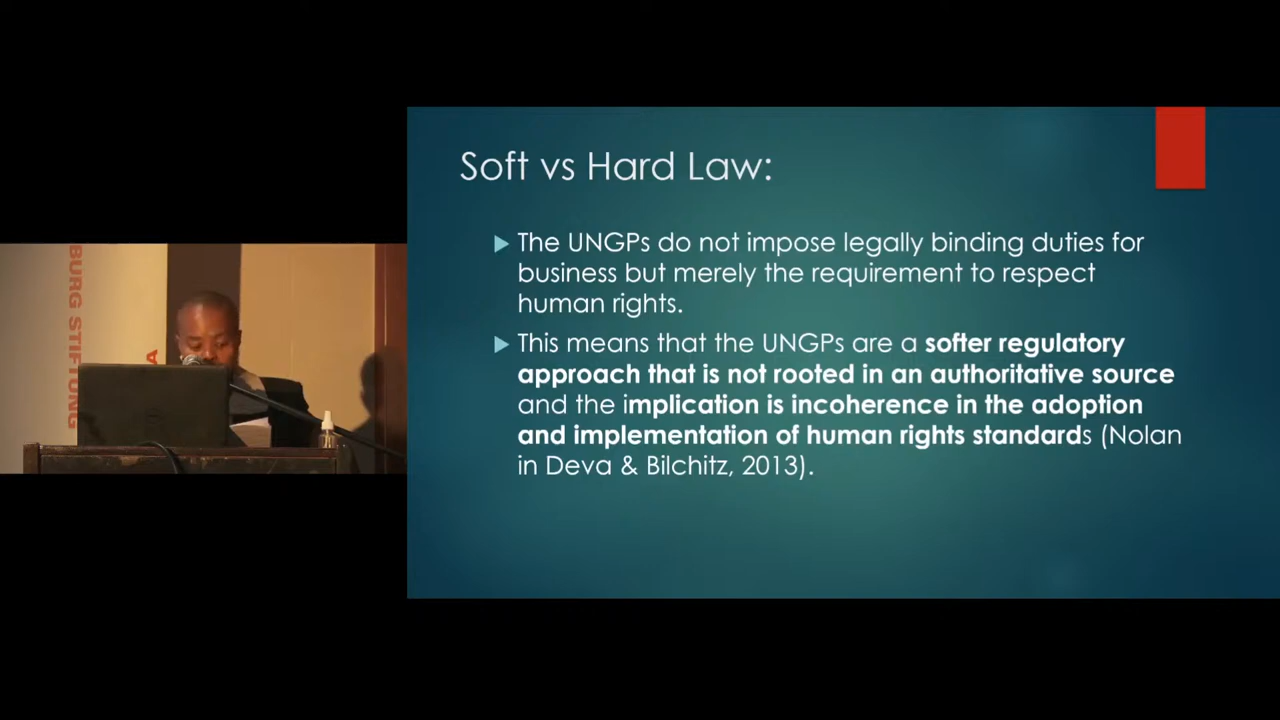 Soft vs Hard Law:
The UNGPs do not impose legally binding duties for
business but merely the requirement to respect
human rights.
This means that the UNGPs are a softer regulatory
approach that is not rooted in an authoritative source
and the implication is incoherence in the adoption
and implementation of human rights standards (Nolan
in Deva & Bilchitz, 2013).
BURG STIFTUNG
A